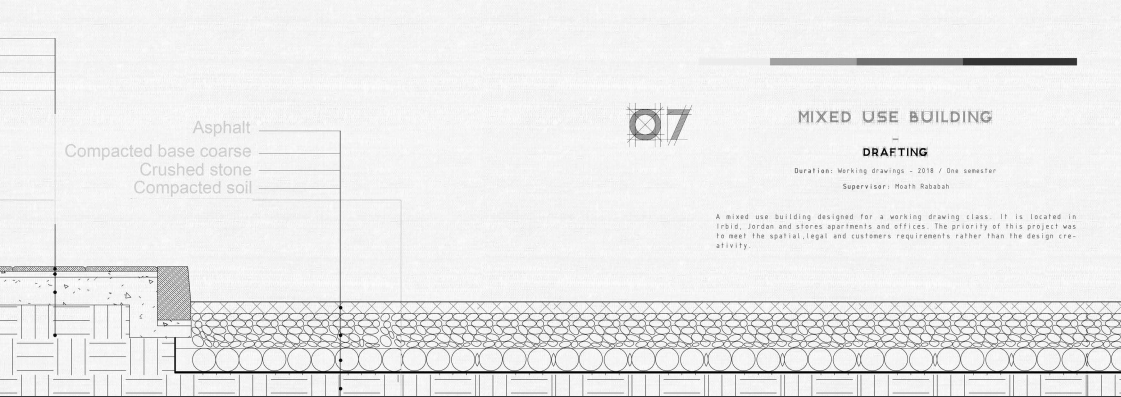 Asphalt
Compacted base coarse
Crushed stone
Compacted soil
07
MIXED USE BUILDING
–
DRAFTING
Duration: Working drawings - 2018 / One semester
Supervisor: Moath Rababah
A mixed use building designed for a working drawing class. It is located in
Irbid, Jordan and stores apartments and offices. The priority of this project was
to meet the spatial,legal and customers requirements rather than the design cre-
ativity.